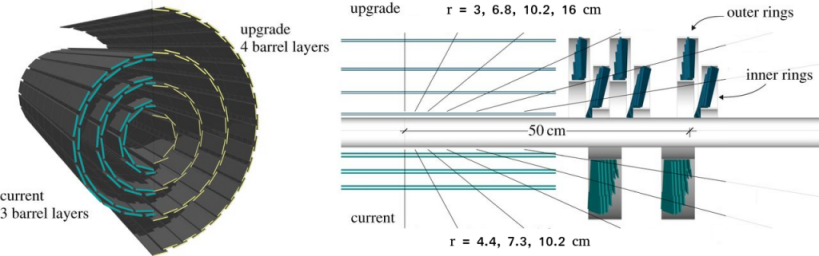 upgrade
4 barrel layers
current
3 barrel layers
upgrade
r = 3, 6.8, 10.2, 16 cm
outer rings
inner rings
50 cm
current
r = 4.4, 7.3, 10.2 cm